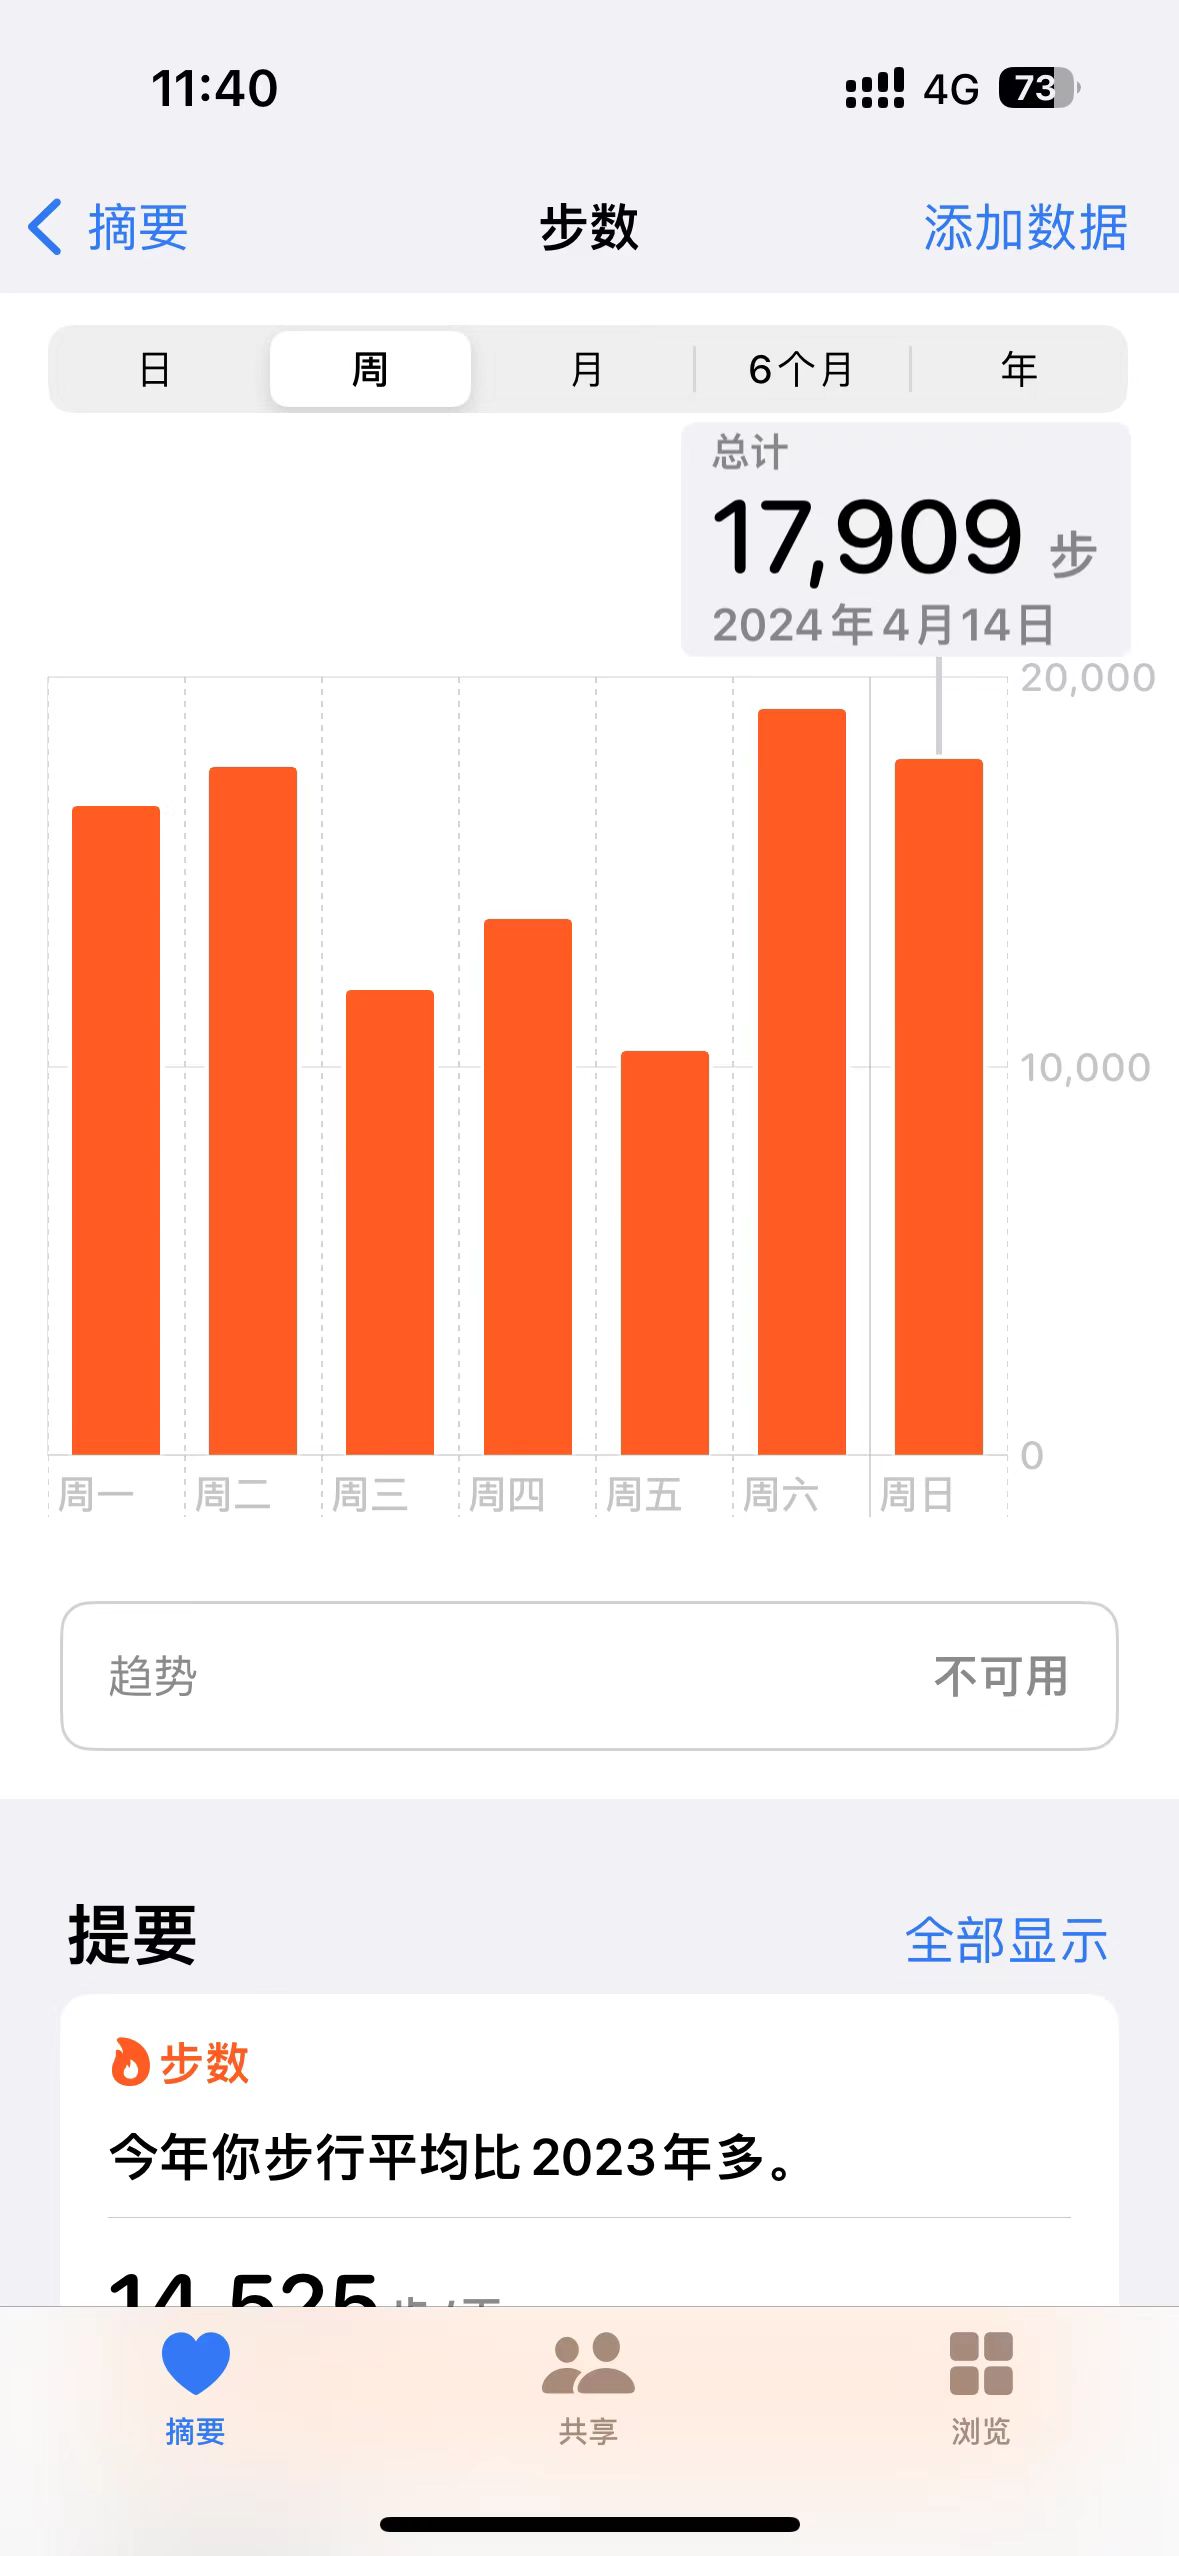 11:40 4G 73
摘要 步数 添加数据
日 周 月 6个月 年
总计
17,909 步
2024年4月14日
20,000
10,000
0
周一 周二 周三 周四 周五 周六 周日
趋势 不可用
提要 全部显示
步数
今年你步行平均比2023年多。
14,525 步/天
摘要 共享 浏览